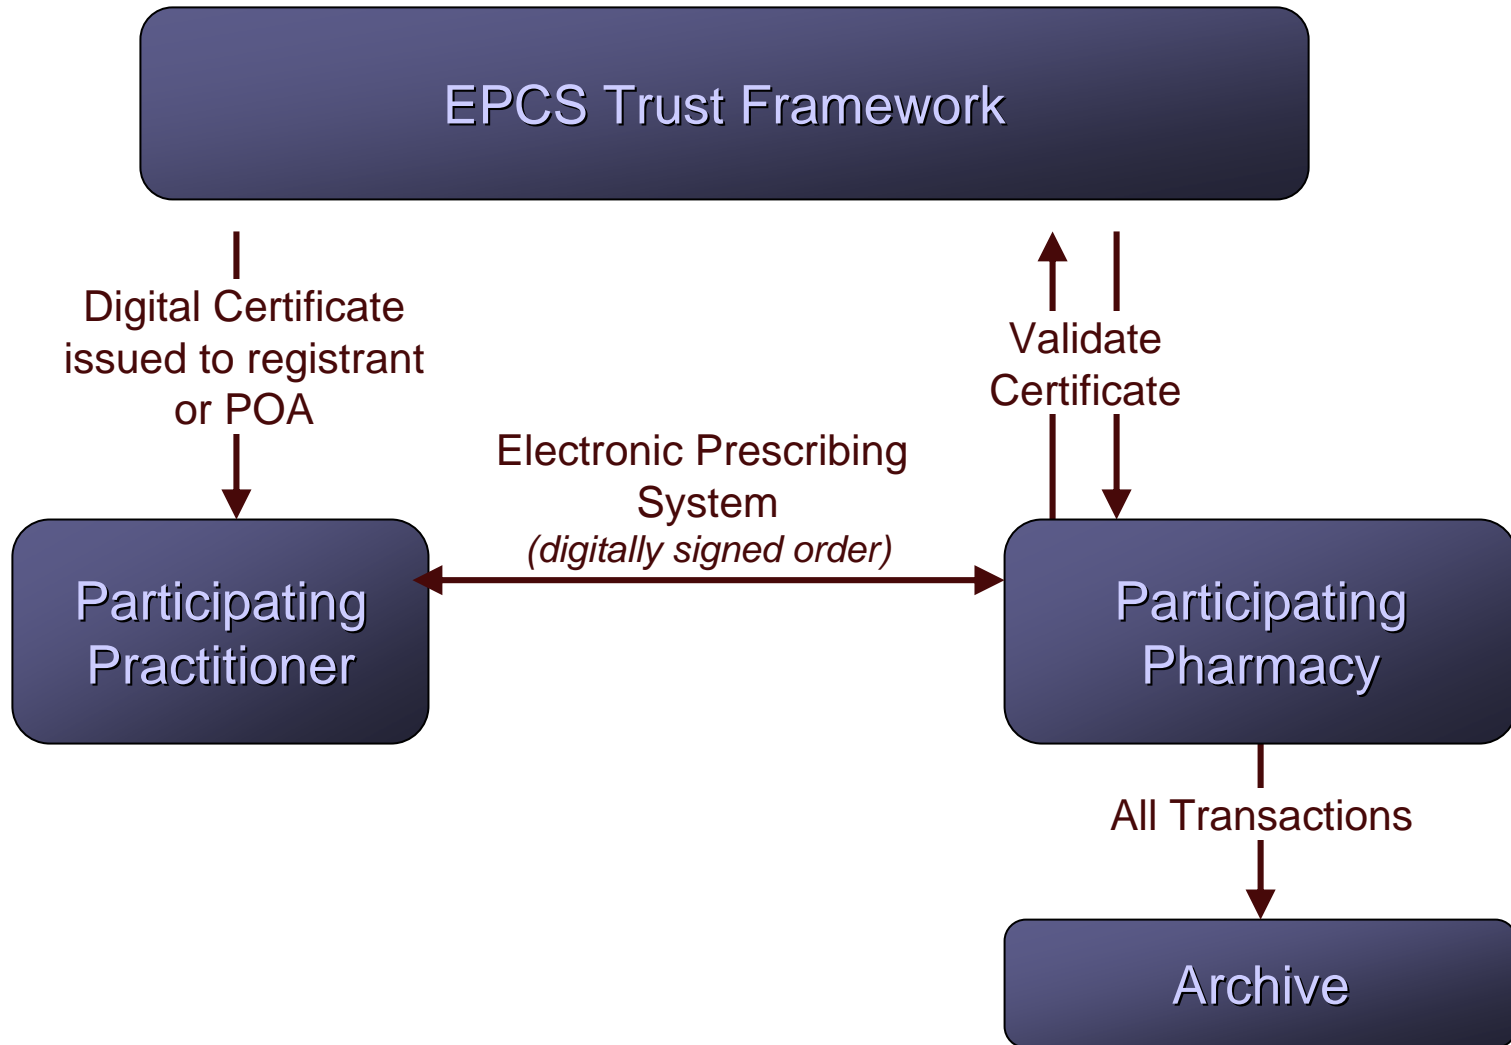 EPCS Trust Framework
Digital Certificate
issued to registrant
or POA
Validate
Certificate
Electronic Prescribing
System
(digitally signed order)
Participating
Practitioner
Participating
Pharmacy
All Transactions
Archive